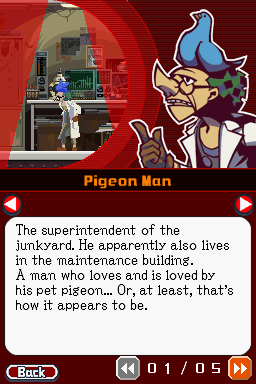 Pigeon Man
The superintendent of the
junkyard. He apparently also lives
in the maintenance building.
A man who loves and is loved by
his pet pigeon... Or, at least, that's
how it appears to be.
Back
01/05